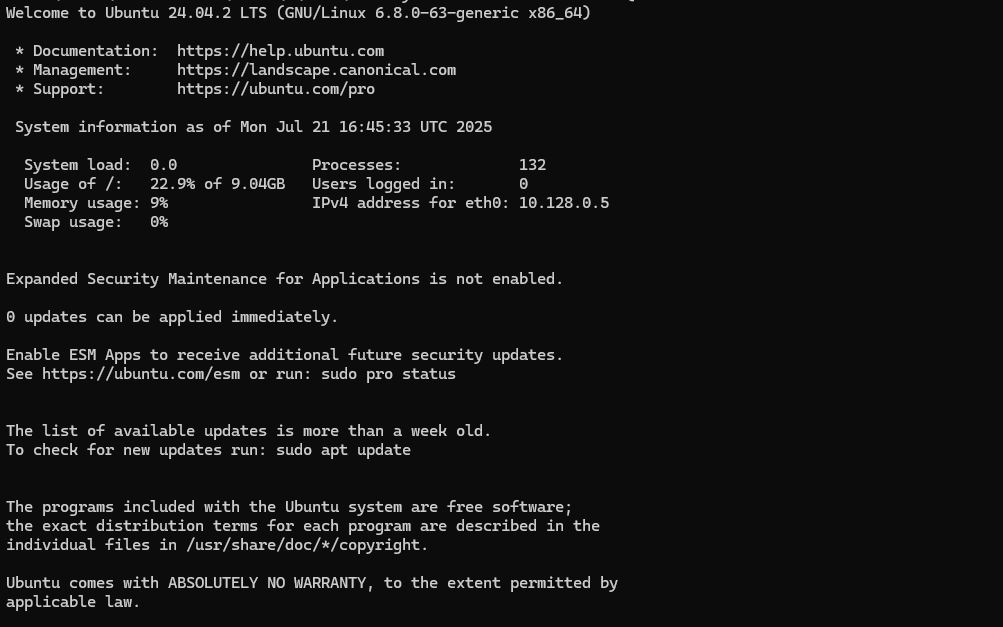 Welcome to Ubuntu 24.04.2 LTS (GNU/Linux 6.8.0-63-generic x86_64)
* Documentation: https://help.ubuntu.com
* Management: https://landscape.canonical.com
* Support: https://ubuntu.com/pro
System information as of Mon Jul 21 16:45:33 UTC 2025
System load: 0.0 Processes: 132
Usage of /: 22.9% of 9.04GB Users logged in: 0
Memory usage: 9% IPv4 address for eth0: 10.128.0.5
Swap usage: 0%
Expanded Security Maintenance for Applications is not enabled.
0 updates can be applied immediately.
Enable ESM Apps to receive additional future security updates.
See https://ubuntu.com/esm or run: sudo pro status
The list of available updates is more than a week old.
To check for new updates run: sudo apt update
The programs included with the Ubuntu system are free software;
the exact distribution terms for each program are described in the
individual files in /usr/share/doc/*/copyright.
Ubuntu comes with ABSOLUTELY NO WARRANTY, to the extent permitted by
applicable law.